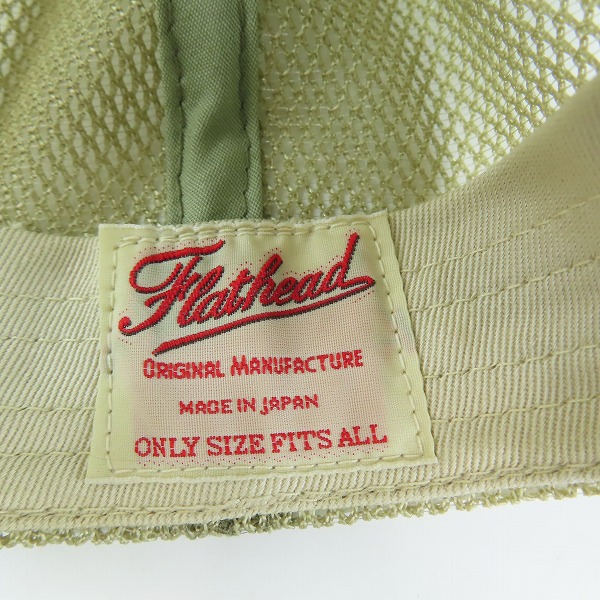 Flathead
ORIGINAL MANUFACTURE
MADE IN JAPAN
ONLY SIZE FITS ALL